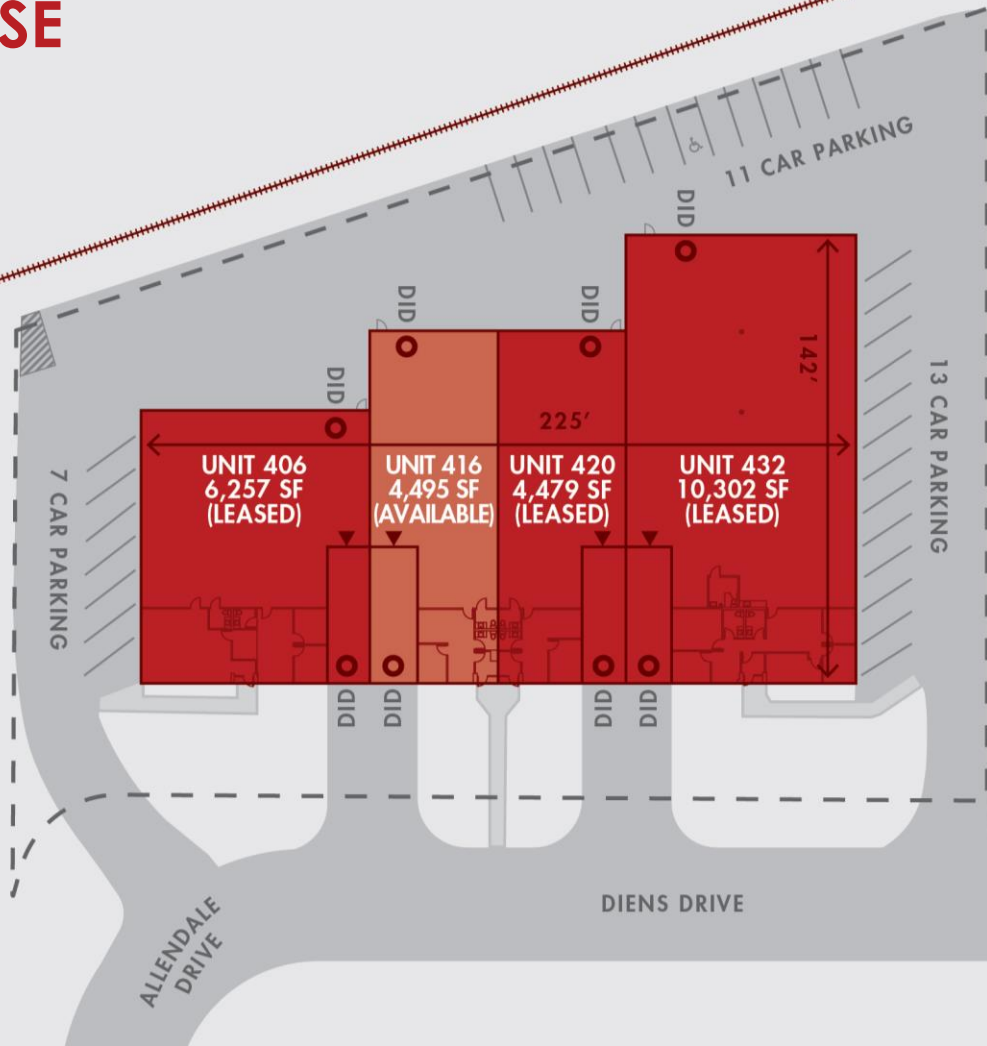 SE
11 CAR PARKING
DID
DID
DID
DID
142'
225'
13 CAR PARKING
7 CAR PARKING
UNIT 406
6,257 SF
(LEASED)
UNIT 416
4,495 SF
(AVAILABLE)
UNIT 420
4,479 SF
(LEASED)
UNIT 432
10,302 SF
(LEASED)
DID
DID
DID
DID
DIENS DRIVE
ALLENDALE
DRIVE